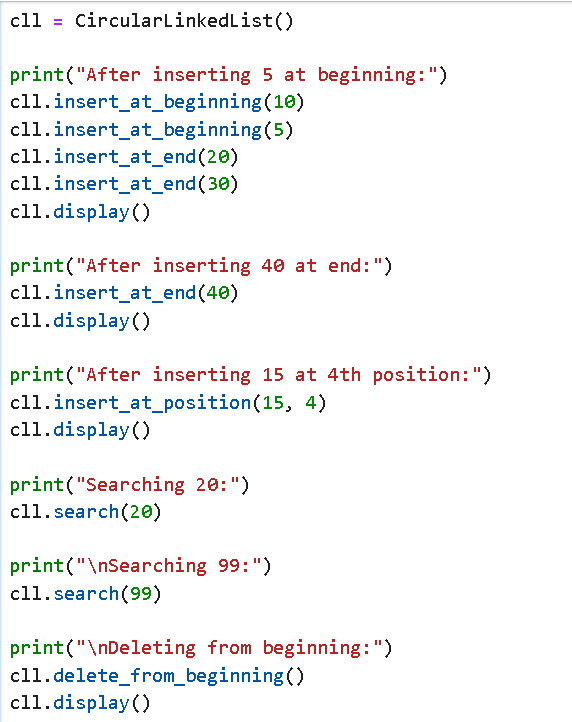 cll = CircularLinkedList()
print("After inserting 5 at beginning:")
cll.insert_at_beginning(10)
cll.insert_at_beginning(5)
cll.insert_at_end(20)
cll.insert_at_end(30)
cll.display()
print("After inserting 40 at end:")
cll.insert_at_end(40)
cll.display()
print("After inserting 15 at 4th position:")
cll.insert_at_position(15, 4)
cll.display()
print("Searching 20:")
cll.search(20)
print("\nSearching 99:")
cll.search(99)
print("\nDeleting from beginning:")
cll.delete_from_beginning()
cll.display()